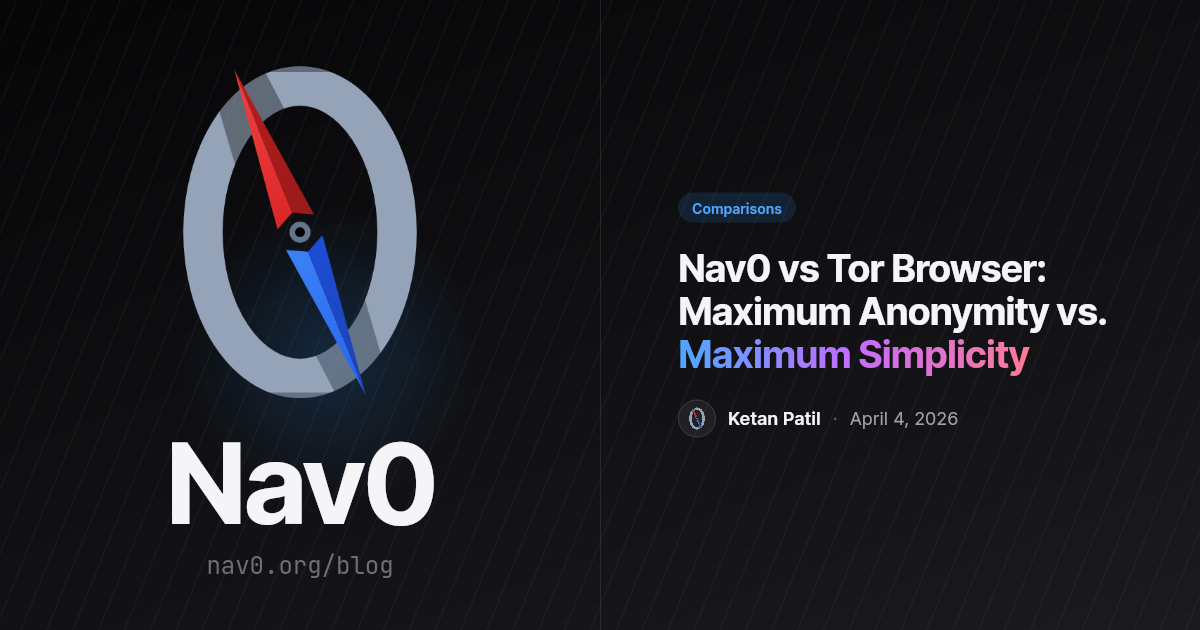 Nav0
nav0.org/blog
Comparisons
Nav0 vs Tor Browser:
Maximum Anonymity vs.
Maximum Simplicity
Ketan Patil · April 4, 2026